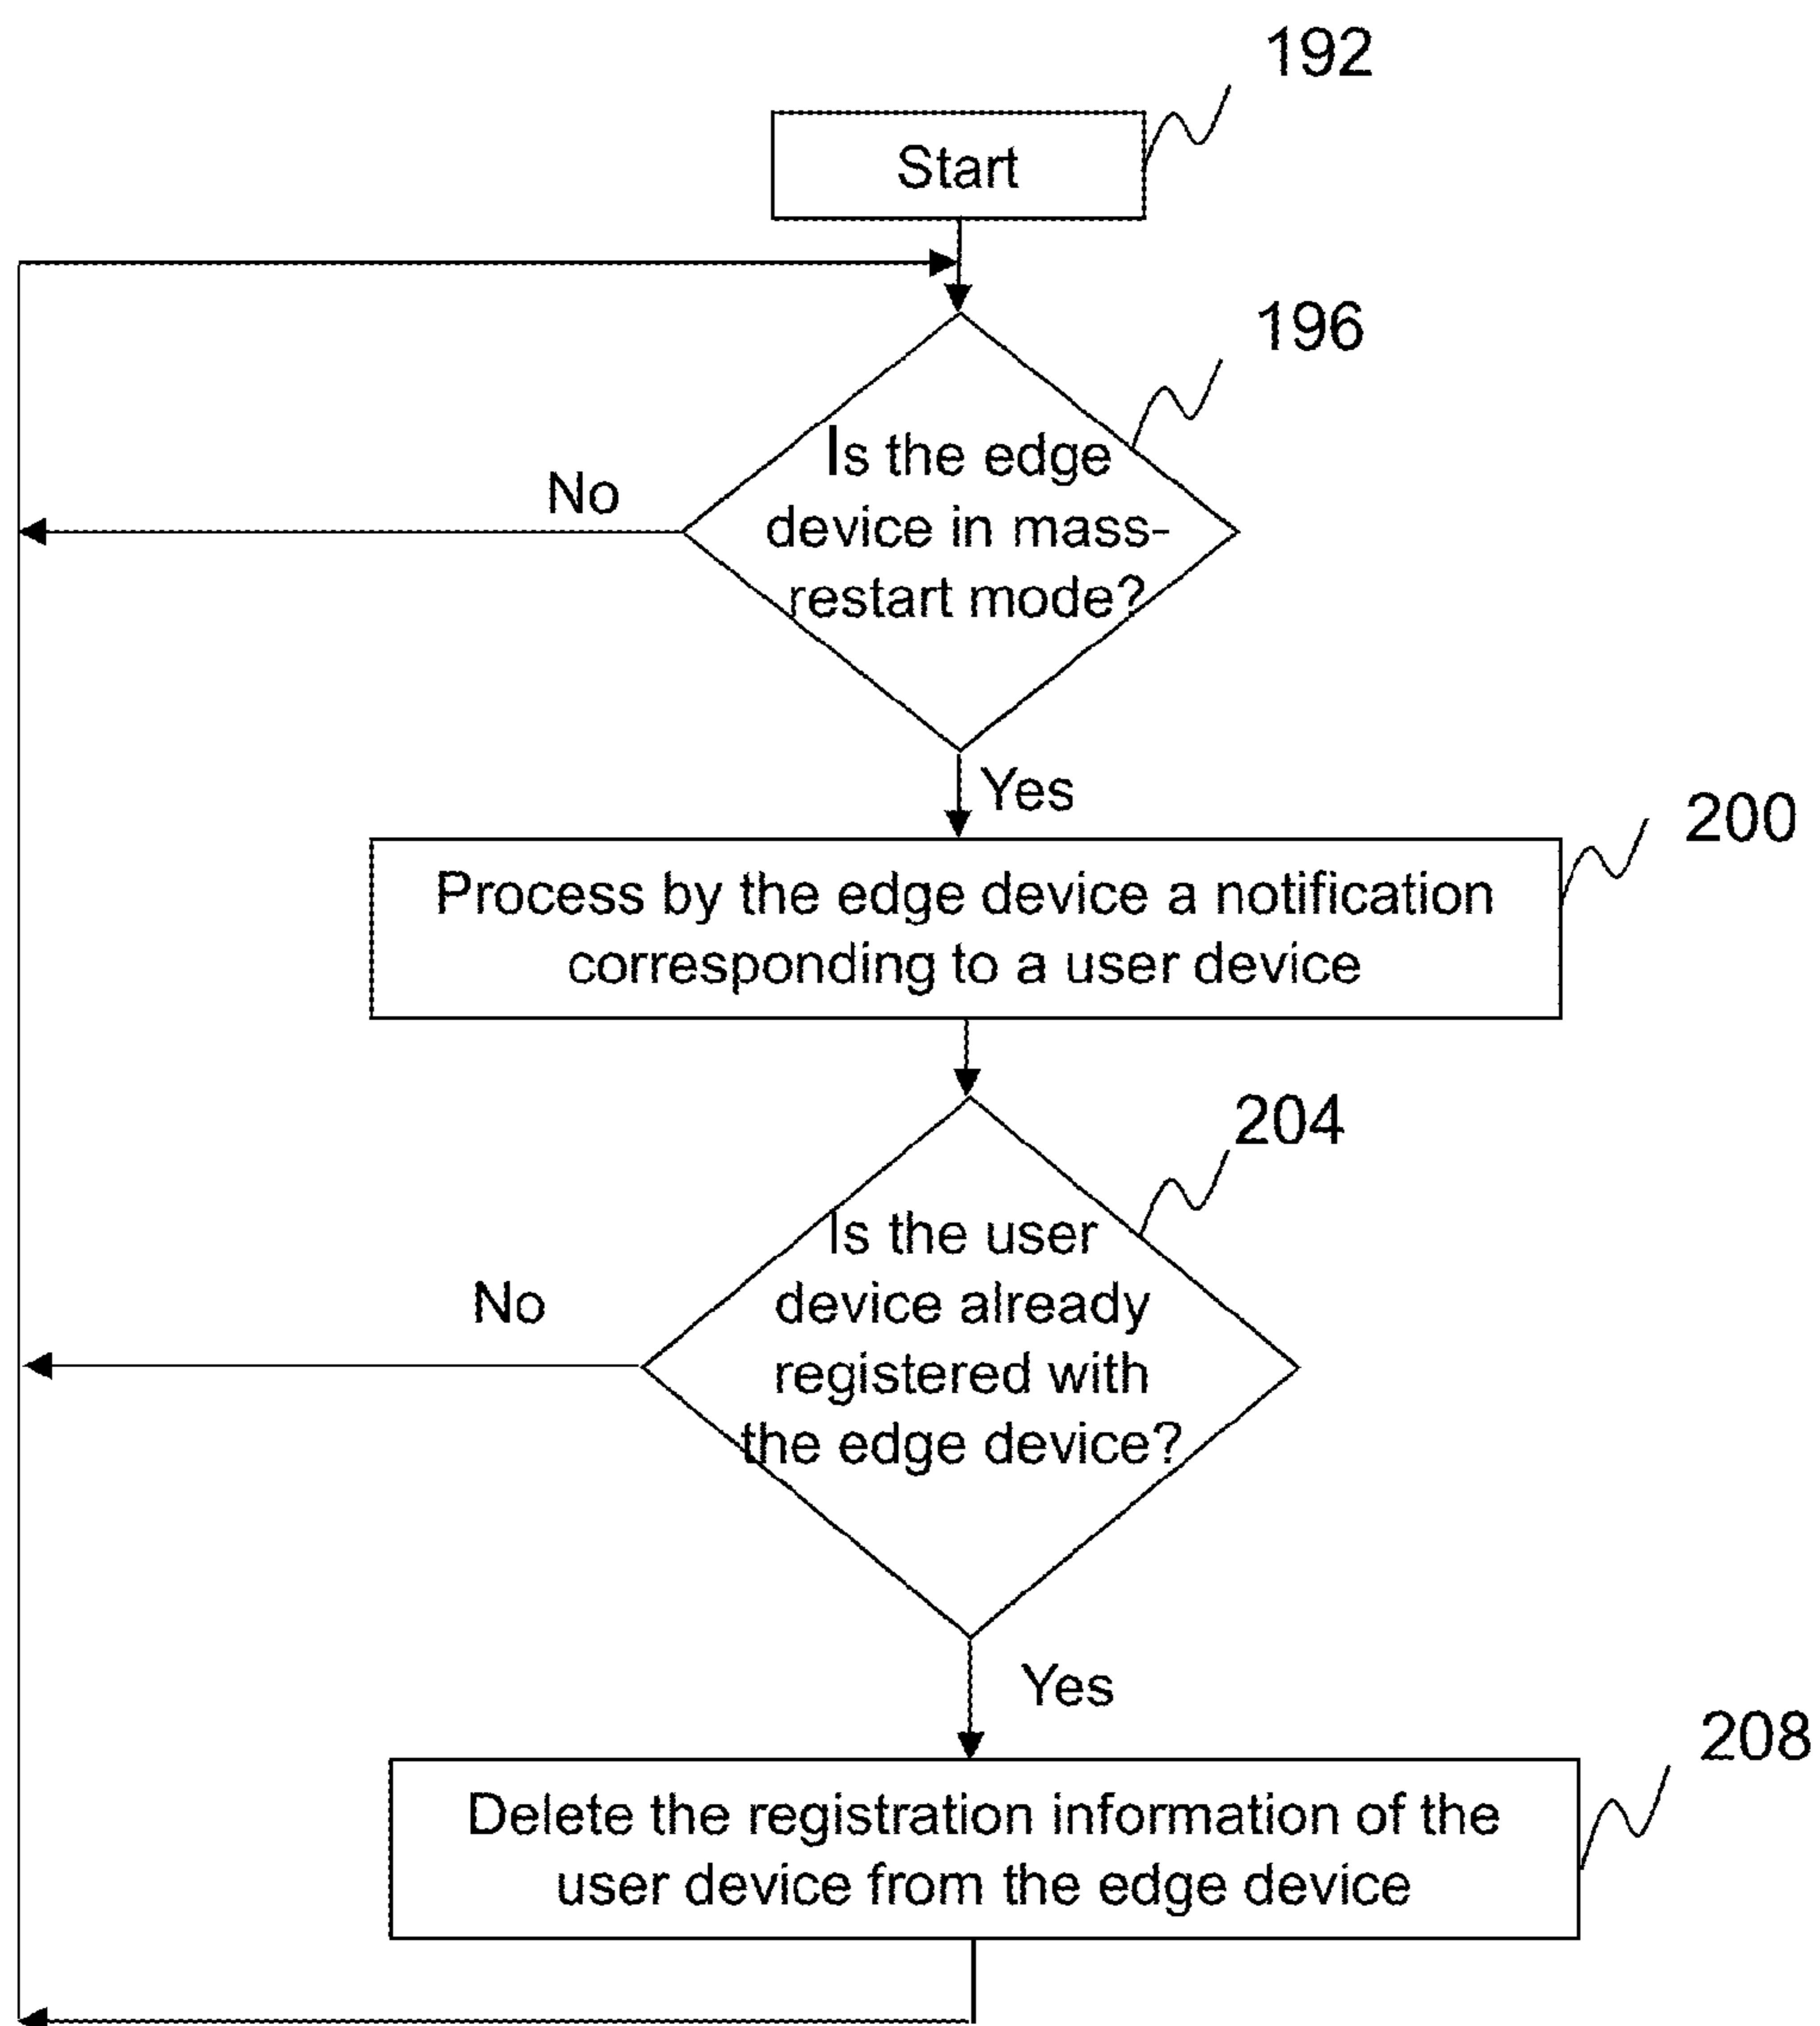 192
Start
196
Is the edge
device in mass-
restart mode?
No
Yes
200
Process by the edge device a notification
corresponding to a user device
204
Is the user
device already
registered with
the edge device?
No
Yes
208
Delete the registration information of the
user device from the edge device